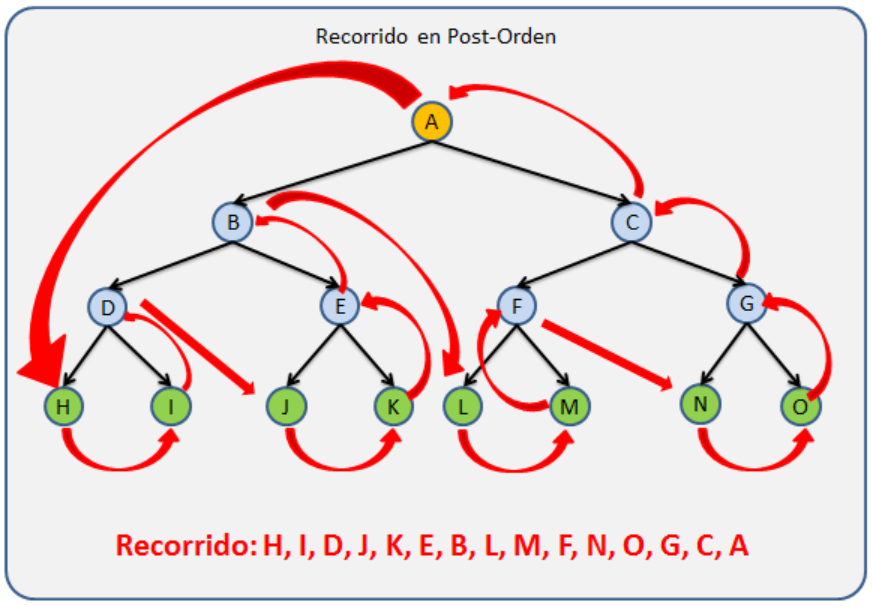 Recorrido en Post-Orden
A
B
C
D
E
F
G
H
I
J
K
L
M
N
O
Recorrido: H, I, D, J, K, E, B, L, M, F, N, O, G, C, A